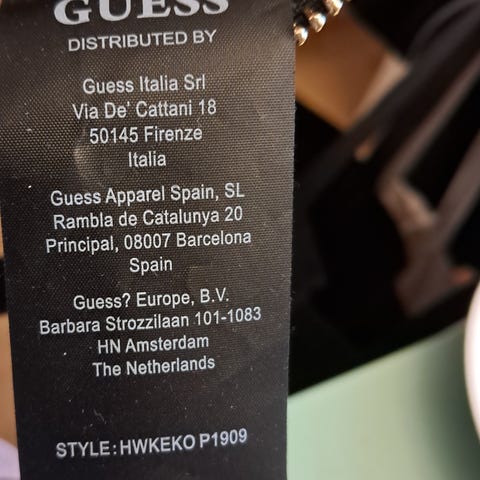 GUESS
DISTRIBUTED BY
Guess Italia Srl
Via De' Cattani 18
50145 Firenze
Italia
Guess Apparel Spain, SL
Rambla de Catalunya 20
Principal, 08007 Barcelona
Spain
Guess? Europe, B.V.
Barbara Strozzilaan 101-1083
HN Amsterdam
The Netherlands
STYLE:HWKEKO P1909